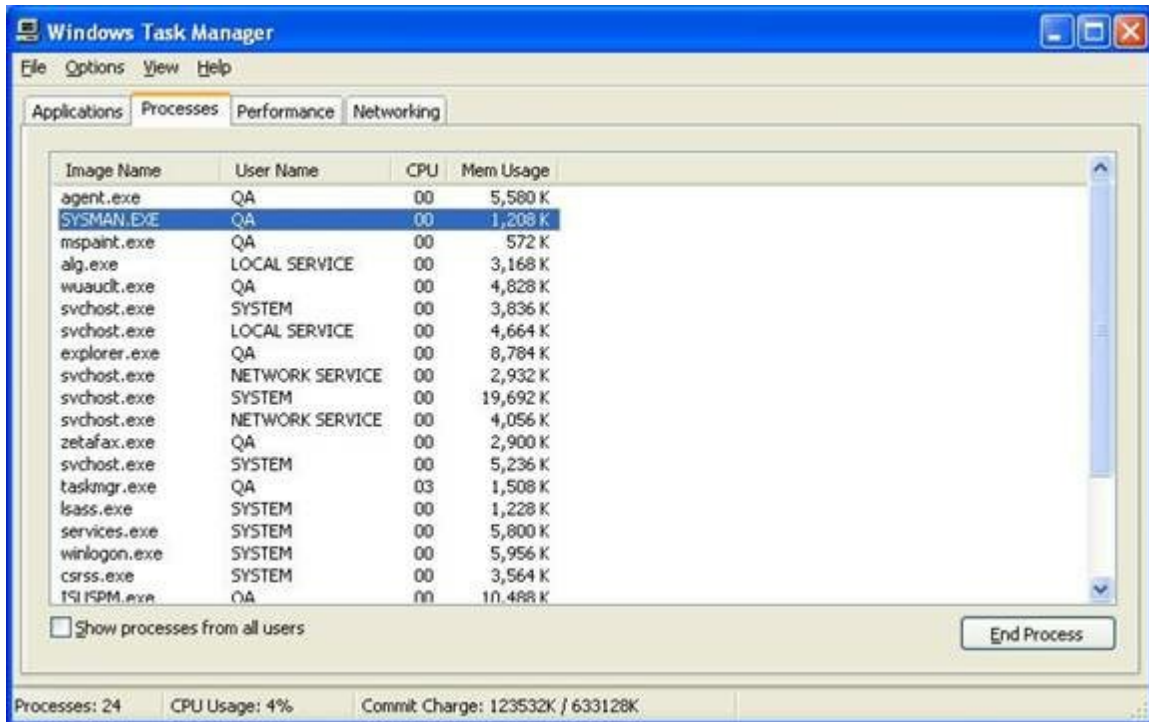 Windows Task Manager
File Options View Help
Applications Processes Performance Networking
Image Name User Name CPU Mem Usage
agent.exe QA 00 5,580 K
SYSMAN.EXE QA 00 1,208 K
mspaint.exe QA 00 572 K
alg.exe LOCAL SERVICE 00 3,168 K
wuauclt.exe QA 00 4,828 K
svchost.exe SYSTEM 00 3,836 K
svchost.exe LOCAL SERVICE 00 4,664 K
explorer.exe QA 00 8,784 K
svchost.exe NETWORK SERVICE 00 2,932 K
svchost.exe SYSTEM 00 19,692 K
svchost.exe NETWORK SERVICE 00 4,056 K
zetafax.exe QA 00 2,900 K
svchost.exe SYSTEM 00 5,236 K
taskmgr.exe QA 03 1,508 K
lsass.exe SYSTEM 00 1,228 K
services.exe SYSTEM 00 5,800 K
winlogon.exe SYSTEM 00 5,956 K
csrss.exe SYSTEM 00 3,564 K
ISUSPM.exe QA 00 10,488 K
Show processes from all users
End Process
Processes: 24 CPU Usage: 4% Commit Charge: 123532K / 633128K